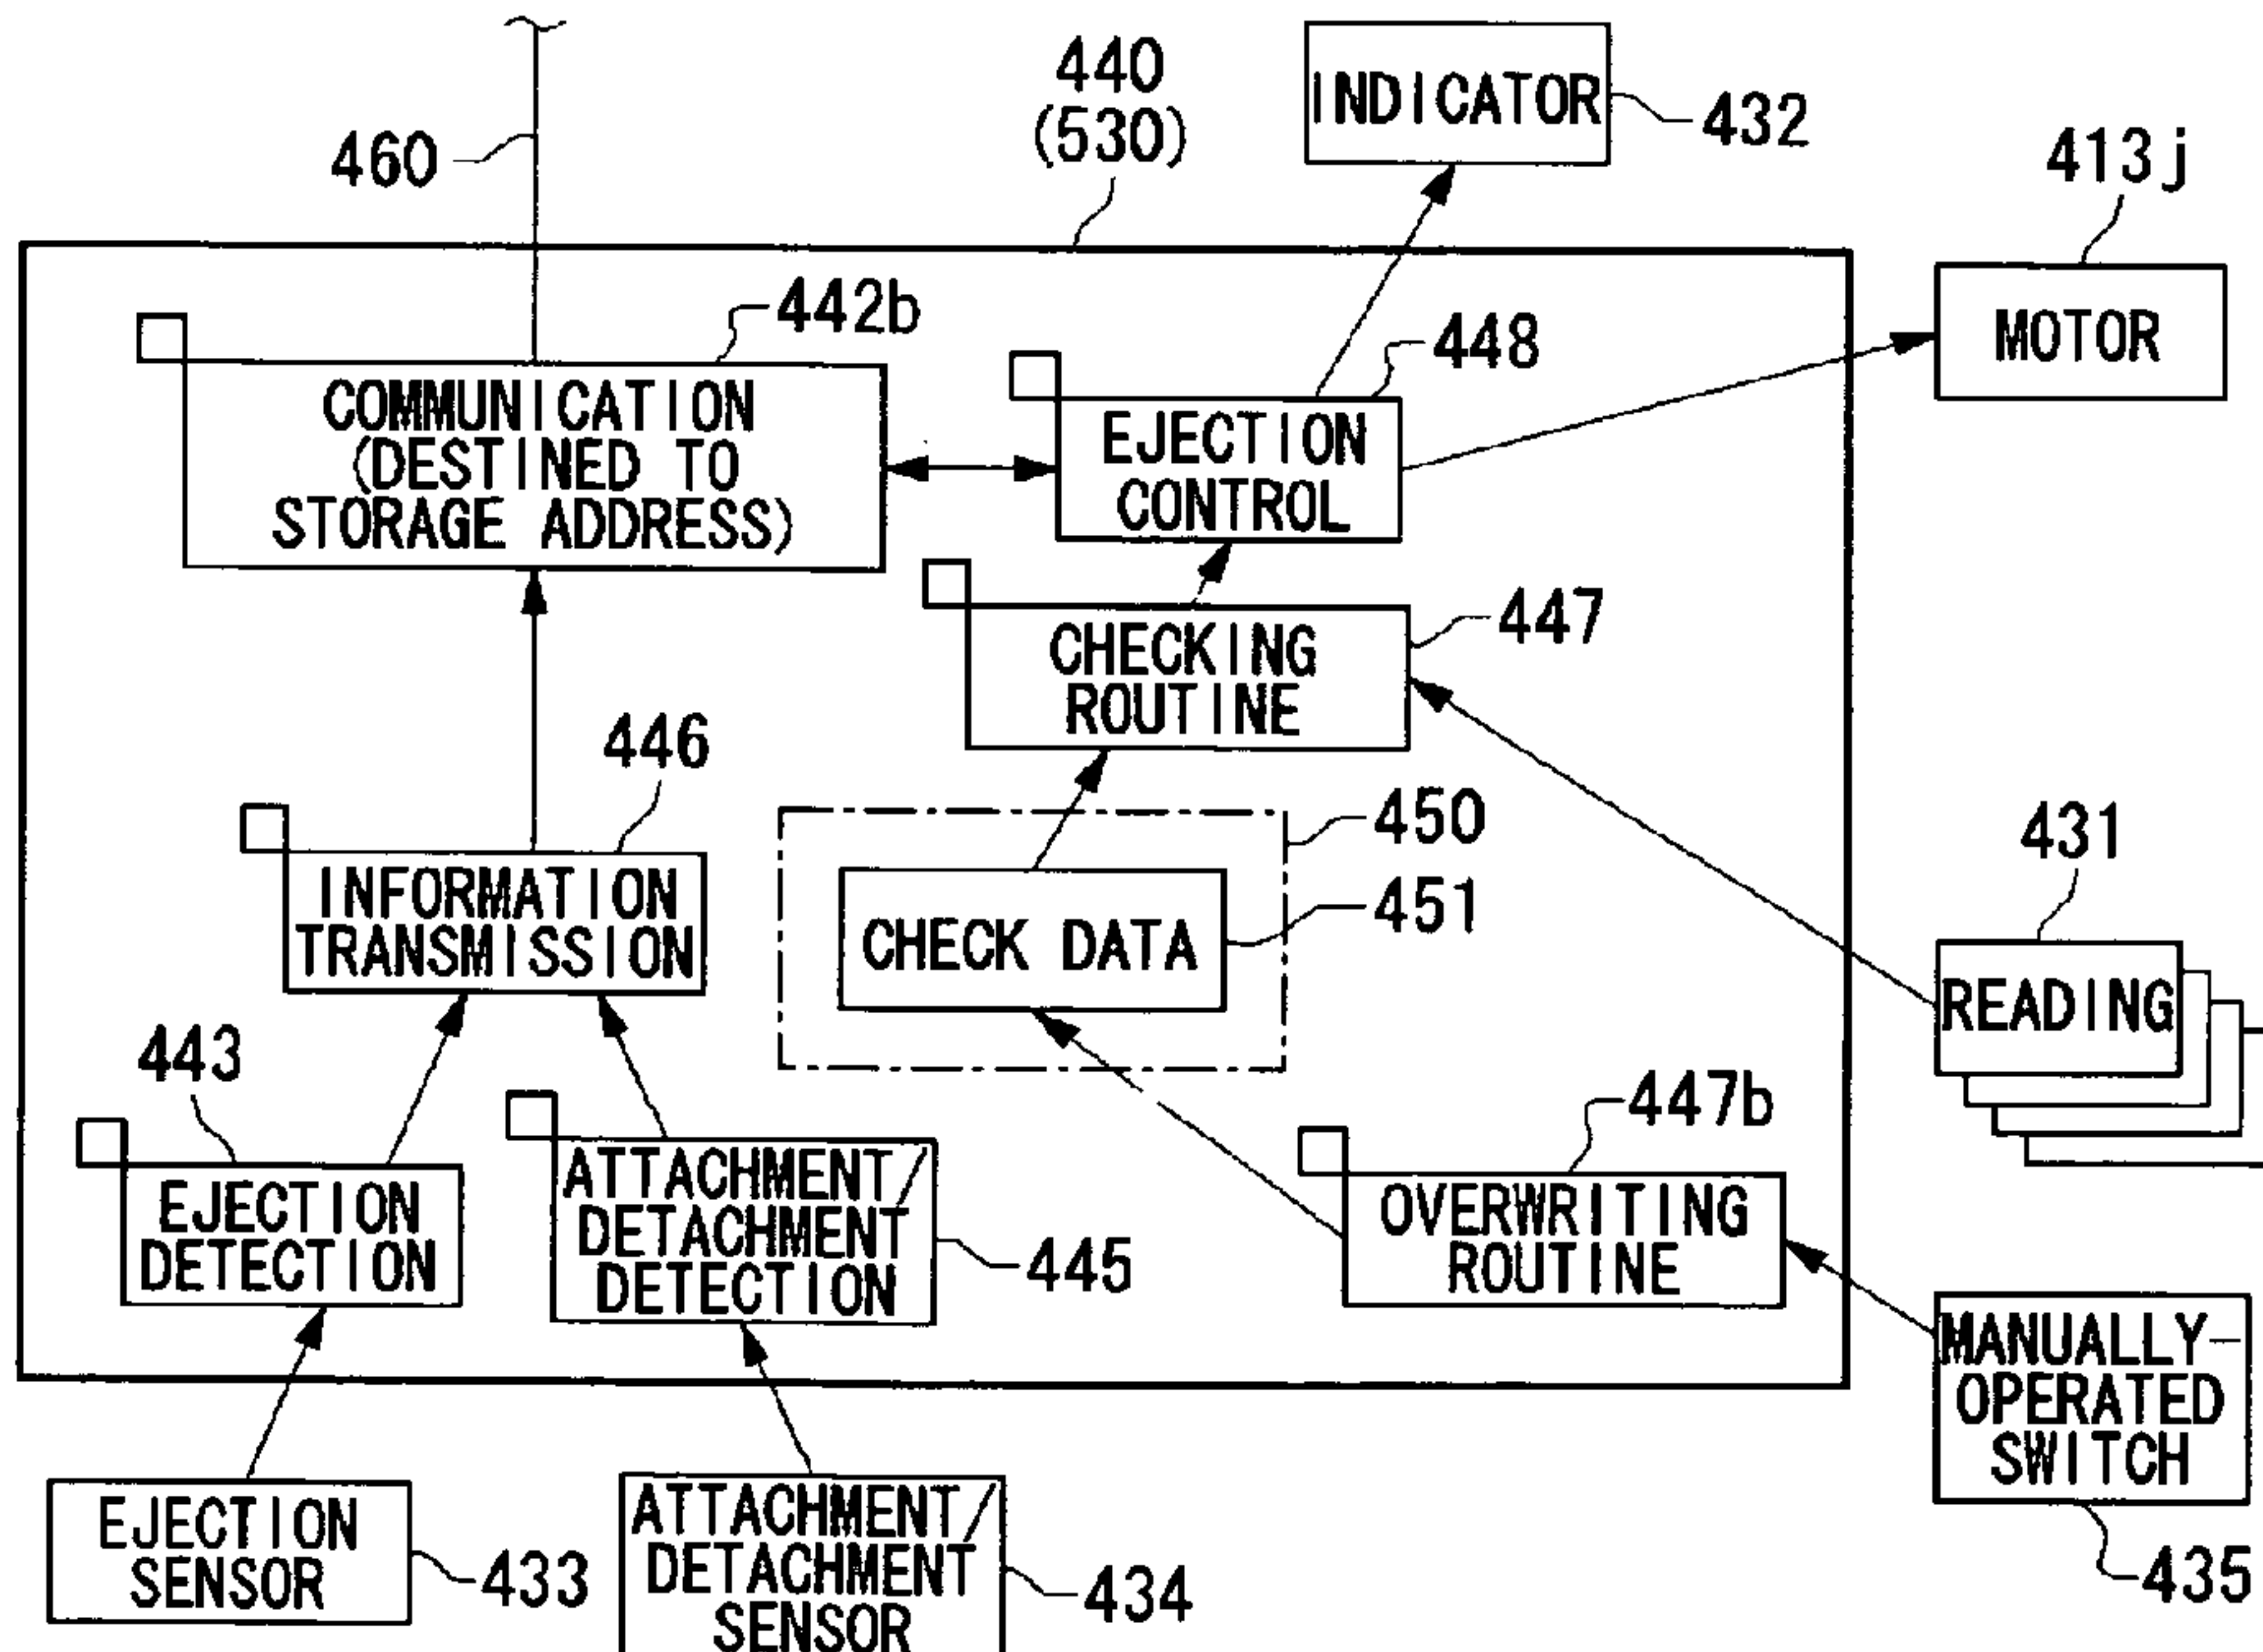 440
(530)
INDICATOR
432
460
413j
MOTOR
442b
COMMUNICATION
(DESTINED TO
STORAGE ADDRESS)
448
EJECTION
CONTROL
447
CHECKING
ROUTINE
446
INFORMATION
TRANSMISSION
450
451
CHECK DATA
431
READING
443
EJECTION
DETECTION
ATTACHMENT/
DETACHMENT
DETECTION
445
447b
OVERWRITING
ROUTINE
MANUALLY-
OPERATED
SWITCH
435
EJECTION
SENSOR
433
ATTACHMENT/
DETACHMENT
SENSOR
434